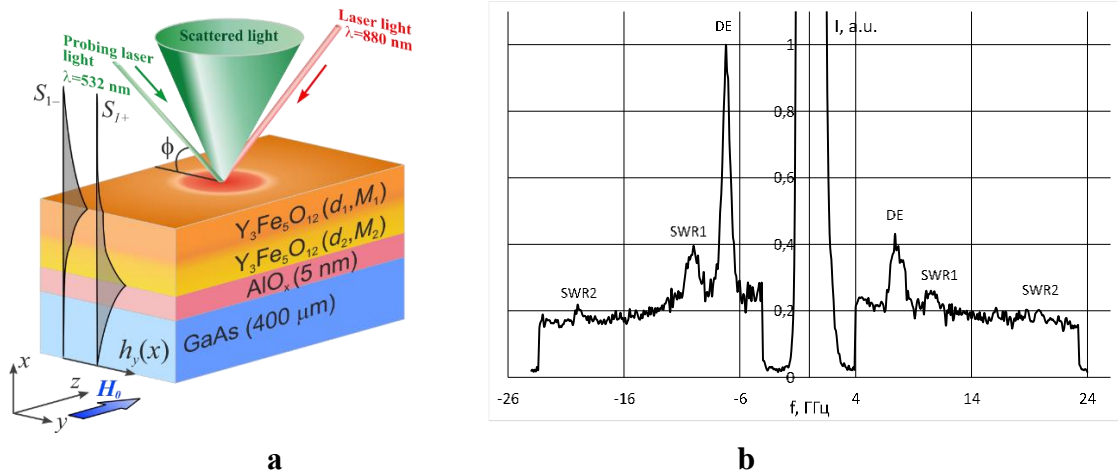 Laser light
λ=880 nm
Probing laser
light
λ=532 nm
Scattered light
S1−
S1+
ϕ
Y3Fe5O12 (d1,M1)
Y3Fe5O12 (d2,M2)
AlOx (5 nm)
GaAs (400 μm)
hy(x)
x
z
y
H0
a
I, a.u.
1
0,8
0,6
0,4
0,2
0
DE
SWR1
SWR2
DE
SWR1
SWR2
-26 -16 -6 4 14 24
f, ГГц
b